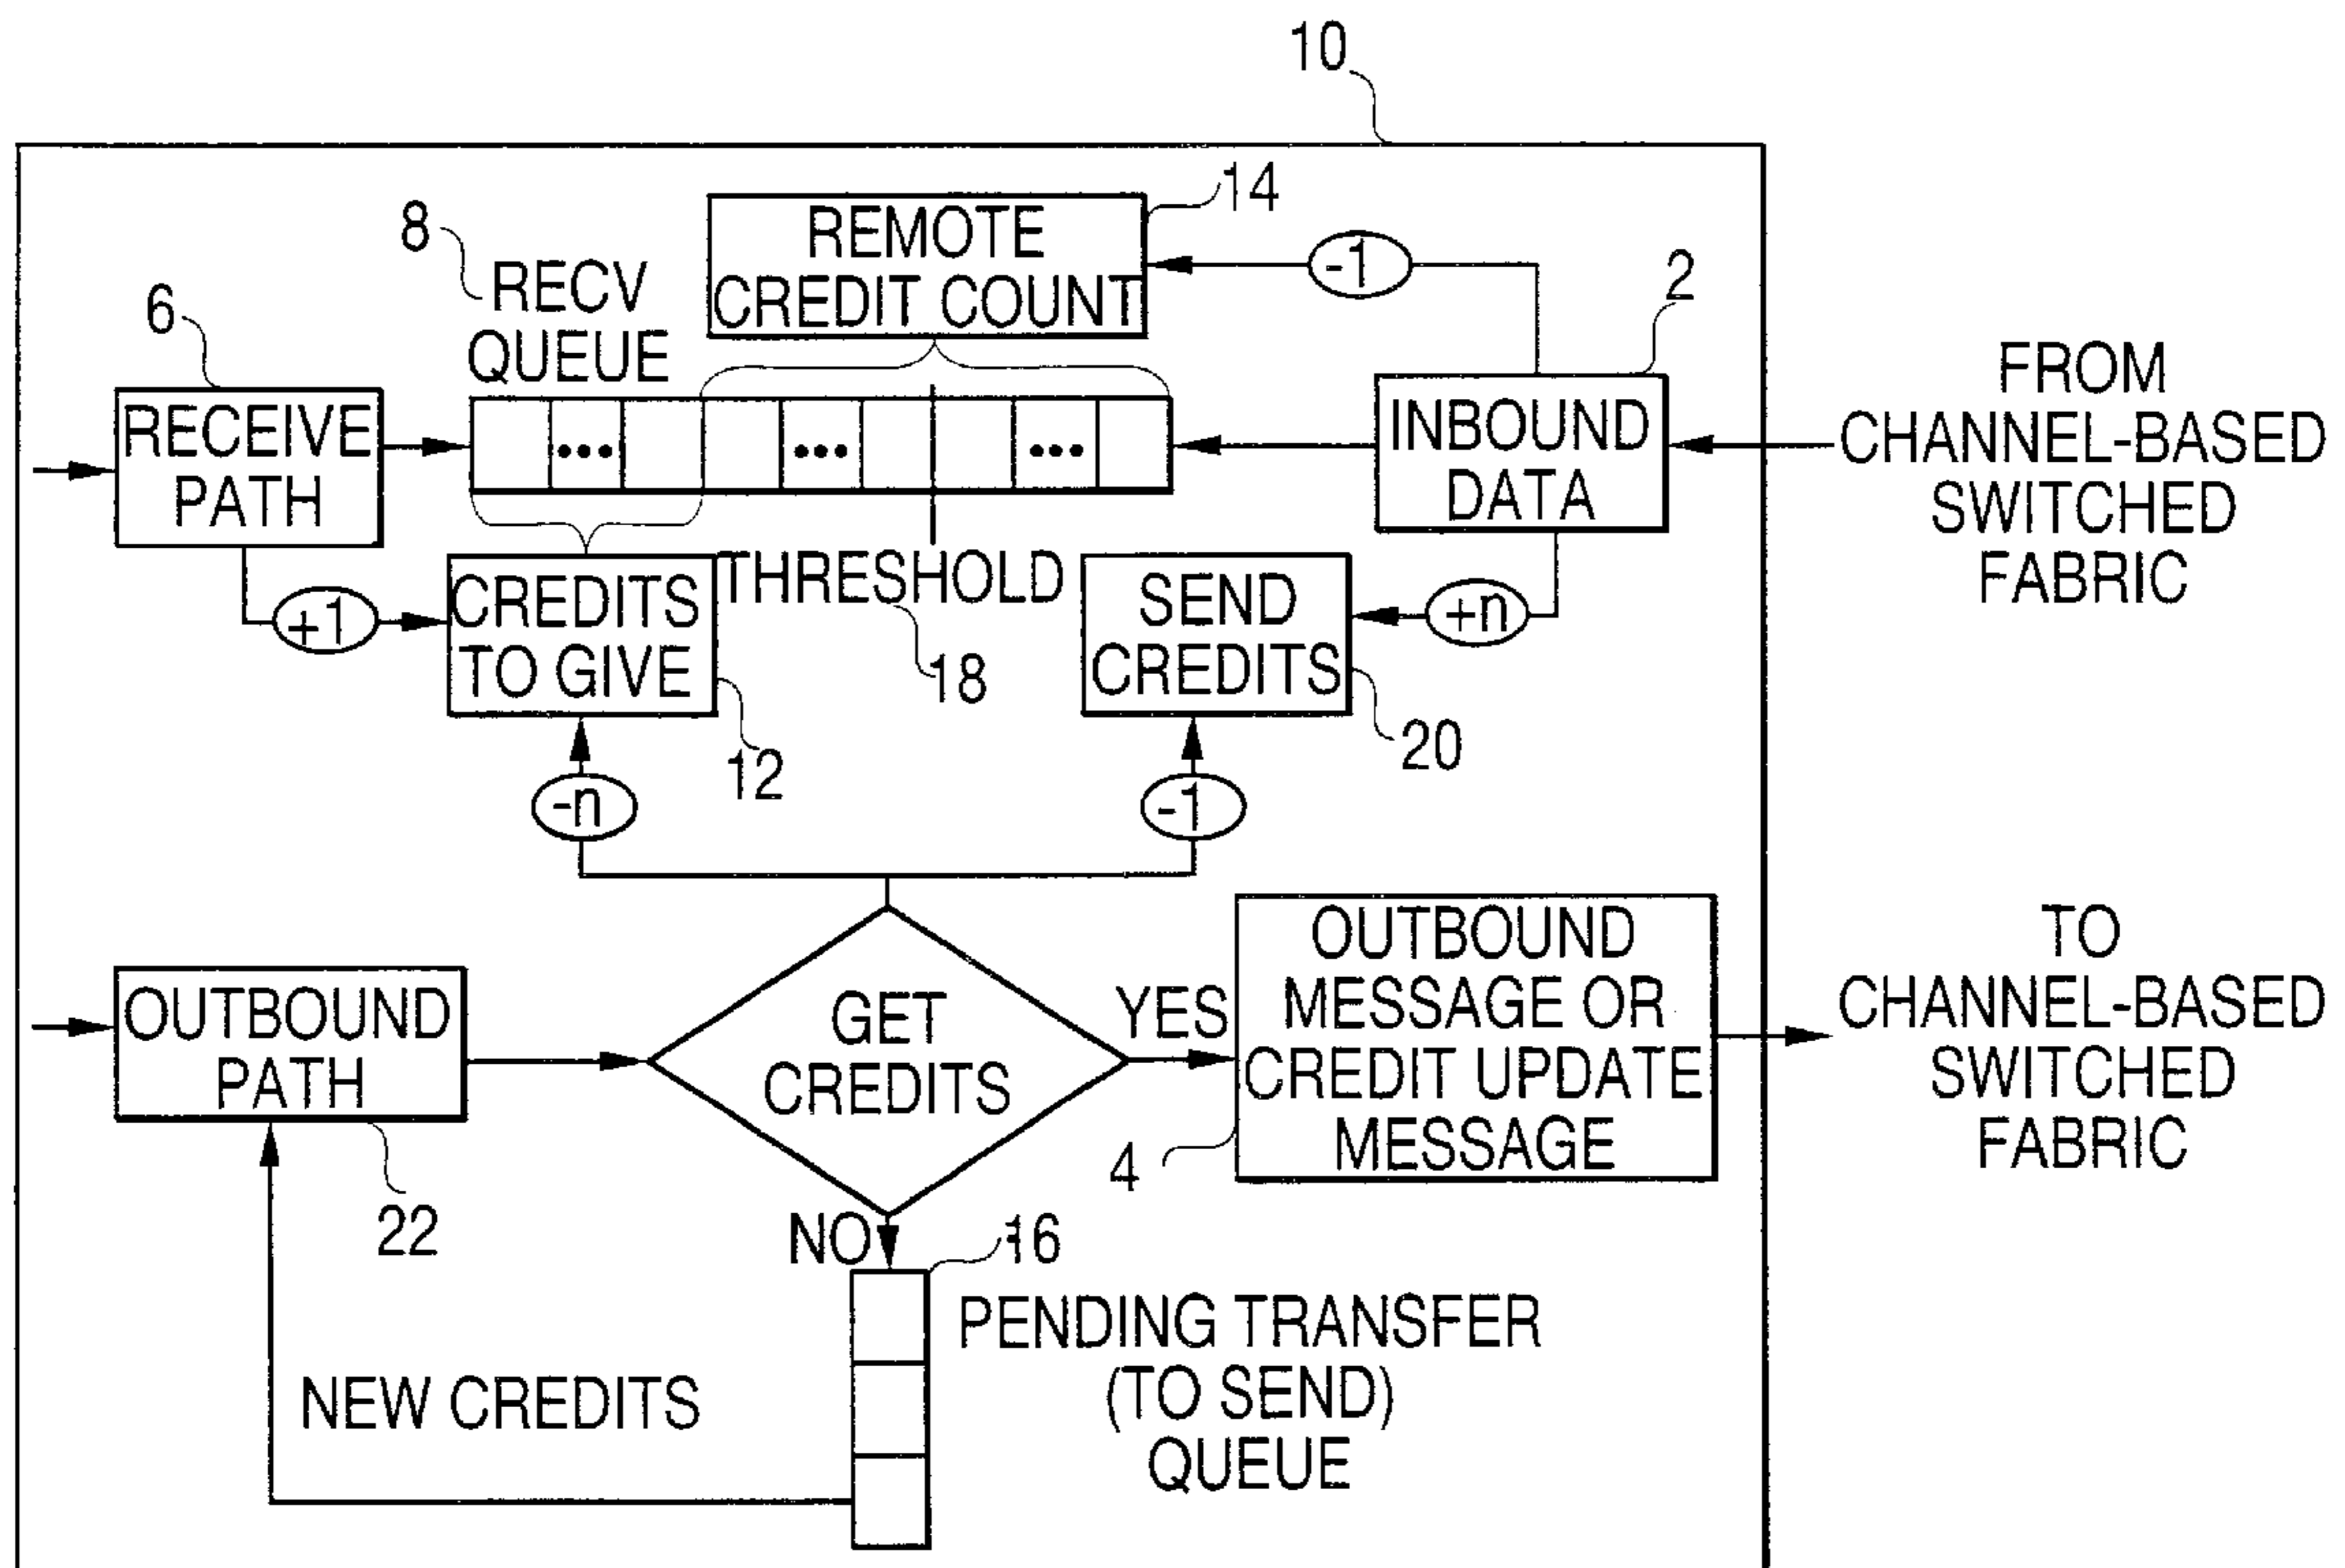 10
14
REMOTE
CREDIT COUNT
-1
8
RECV
QUEUE
2
6
RECEIVE
PATH
•••
•••
•••
INBOUND
DATA
FROM
CHANNEL-BASED
SWITCHED
FABRIC
+1
CREDITS
TO GIVE
THRESHOLD
18
SEND
CREDITS
+n
12
20
-n
-1
OUTBOUND
PATH
22
GET
CREDITS
YES
OUTBOUND
MESSAGE OR
CREDIT UPDATE
MESSAGE
4
TO
CHANNEL-BASED
SWITCHED
FABRIC
NO
16
PENDING TRANSFER
(TO SEND)
QUEUE
NEW CREDITS